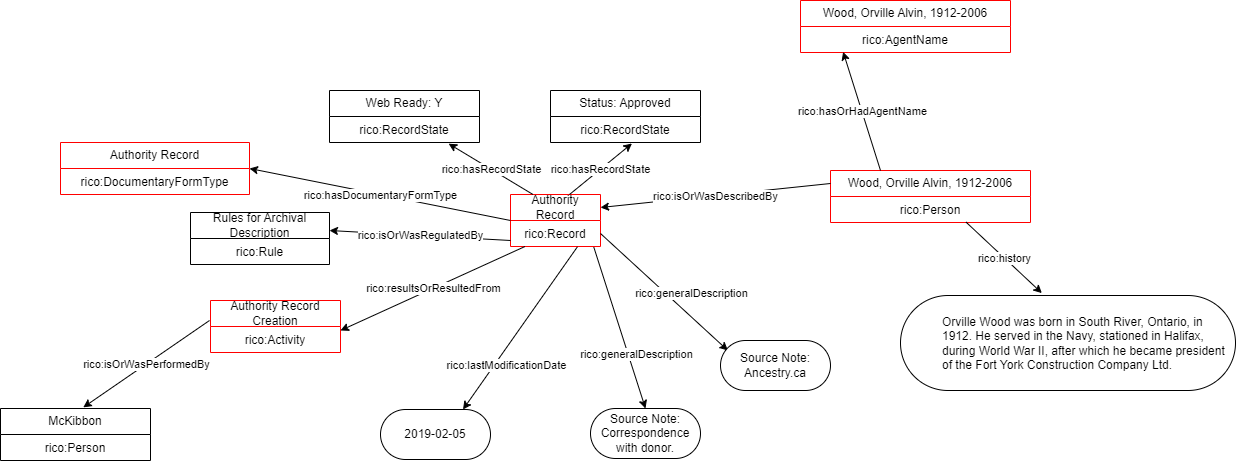 Wood, Orville Alvin, 1912-2006
rico:AgentName
Web Ready: Y
rico:RecordState
Status: Approved
rico:RecordState
rico:hasOrHadAgentName
Authority Record
rico:DocumentaryFormType
rico:hasRecordState
rico:hasRecordState
rico:hasDocumentaryFormType
Wood, Orville Alvin, 1912-2006
rico:Person
rico:isOrWasDescribedBy
Authority
Record
rico:Record
Rules for Archival
Description
rico:Rule
rico:isOrWasRegulatedBy
rico:history
rico:resultsOrResultedFrom
rico:generalDescription
Authority Record
Creation
rico:Activity
Orville Wood was born in South River, Ontario, in
1912. He served in the Navy, stationed in Halifax,
during World War II, after which he became president
of the Fort York Construction Company Ltd.
rico:isOrWasPerformedBy
rico:lastModificationDate
rico:generalDescription
Source Note:
Ancestry.ca
McKibbon
rico:Person
2019-02-05
Source Note:
Correspondence
with donor.